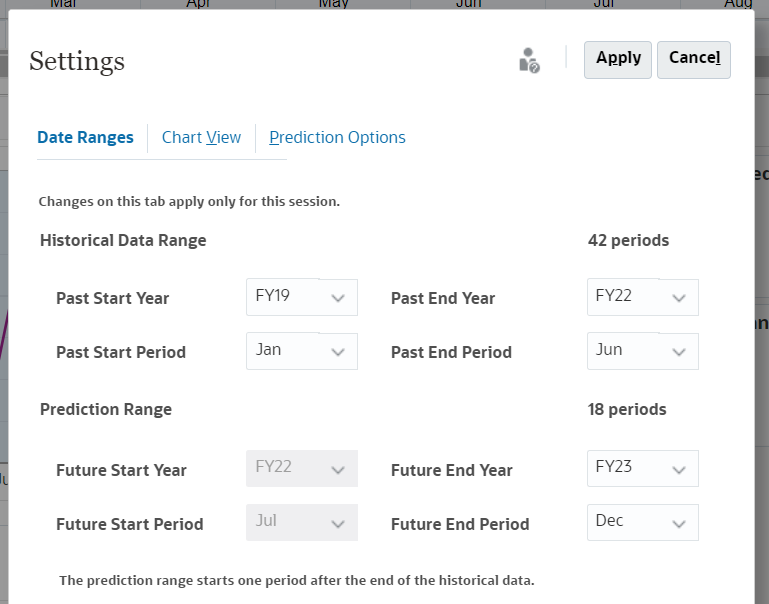 Mar Apr May Jun Jul Aug
Settings
Apply Cancel
Date Ranges Chart View Prediction Options
Changes on this tab apply only for this session.
Historical Data Range 42 periods
Past Start Year FY19 Past End Year FY22
Past Start Period Jan Past End Period Jun
Prediction Range 18 periods
Future Start Year FY22 Future End Year FY23
Future Start Period Jul Future End Period Dec
The prediction range starts one period after the end of the historical data.